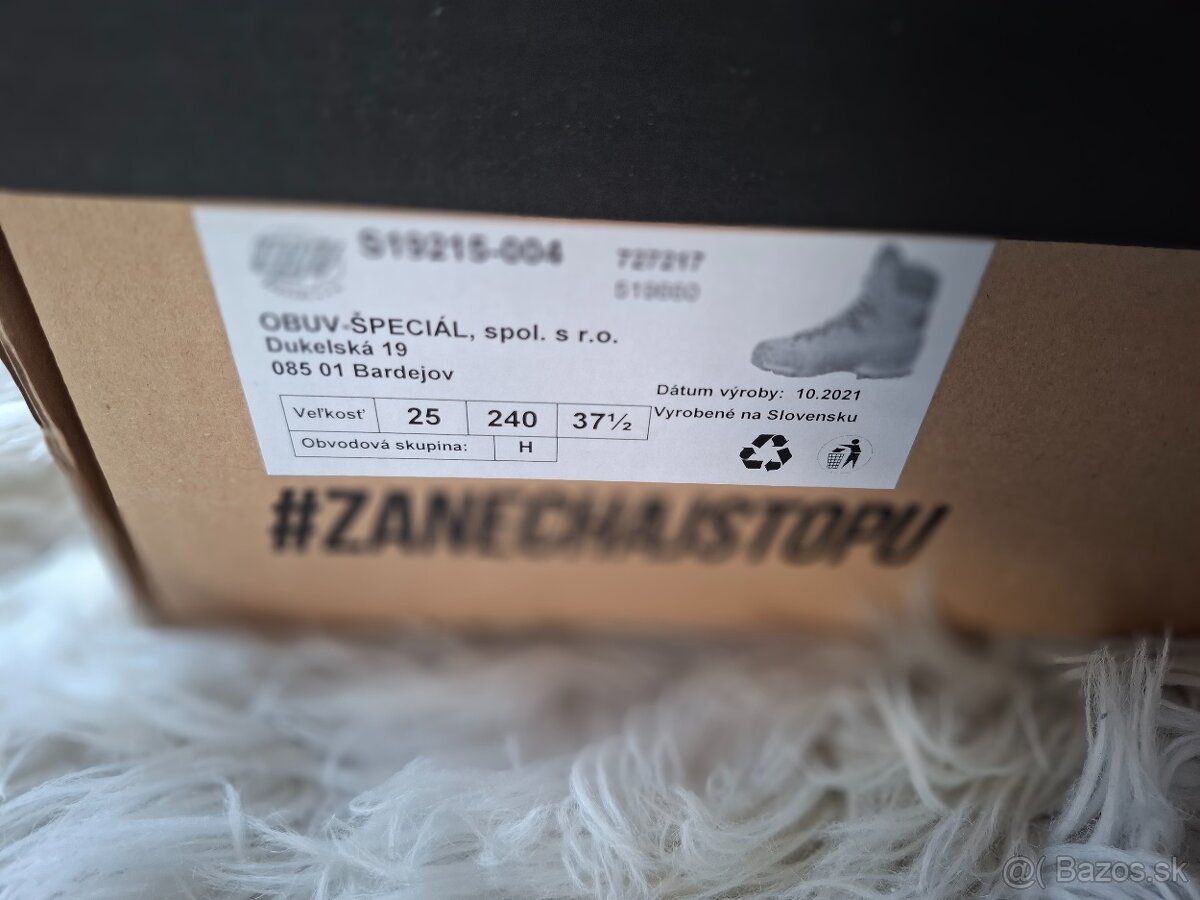 S19215-004
727217
519660
OBUV-ŠPECIÁL, spol. s r.o.
Dukelská 19
085 01 Bardejov
Dátum výroby: 10.2021
Vyrobené na Slovensku
Veľkosť 25 240 37½
Obvodová skupina: H
#ZANECHAJSTOPU
@( Bazos.sk